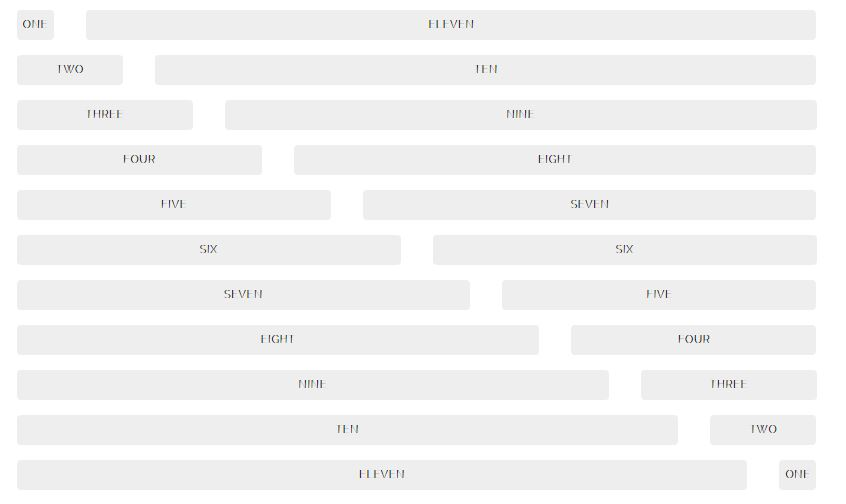 ONE ELEVEN
TWO TEN
THREE NINE
FOUR EIGHT
FIVE SEVEN
SIX SIX
SEVEN FIVE
EIGHT FOUR
NINE THREE
TEN TWO
ELEVEN ONE